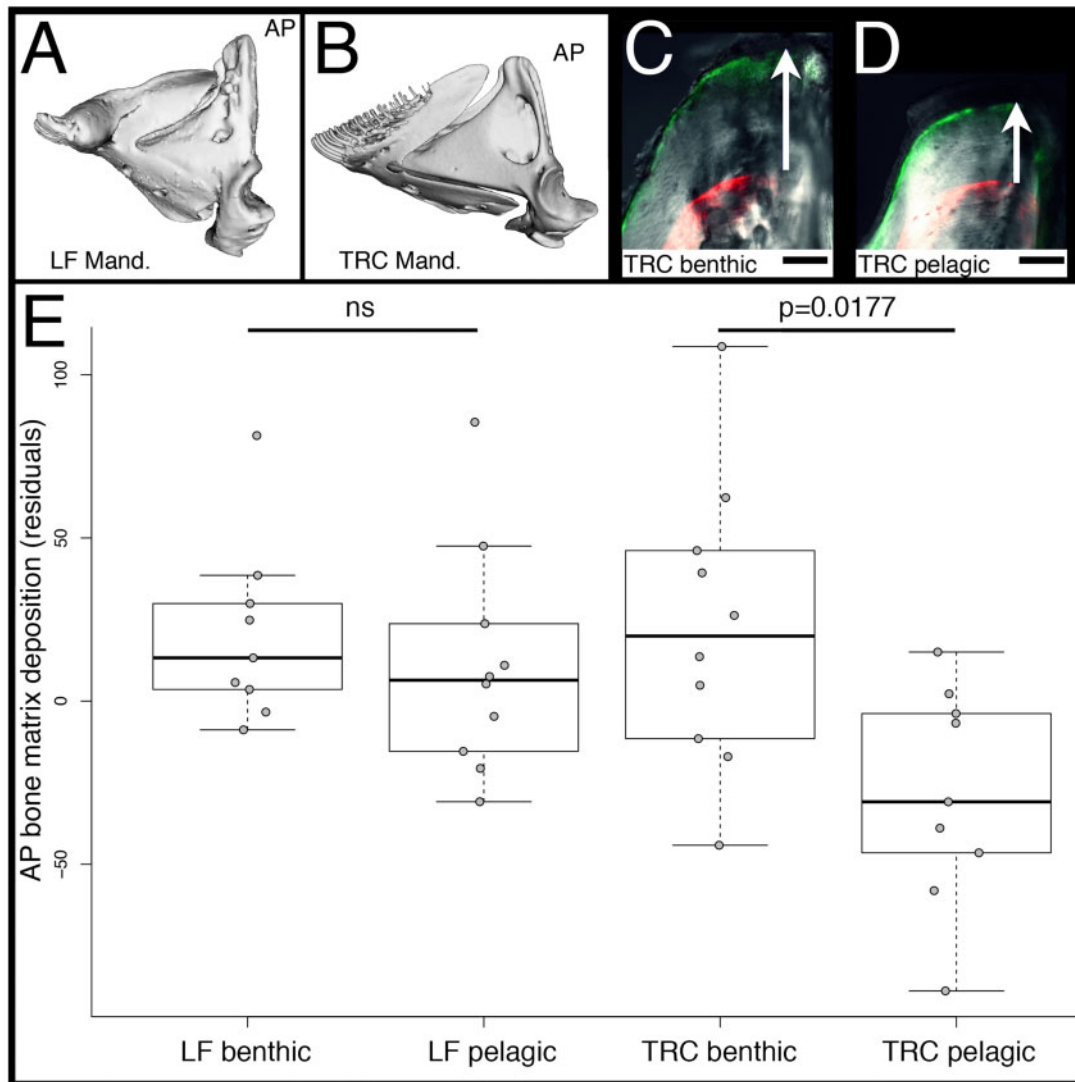 A
AP
LF Mand.
B
AP
TRC Mand.
C
TRC benthic
D
TRC pelagic
E
ns
p=0.0177
AP bone matrix deposition (residuals)
100
50
0
−50
LF benthic
LF pelagic
TRC benthic
TRC pelagic